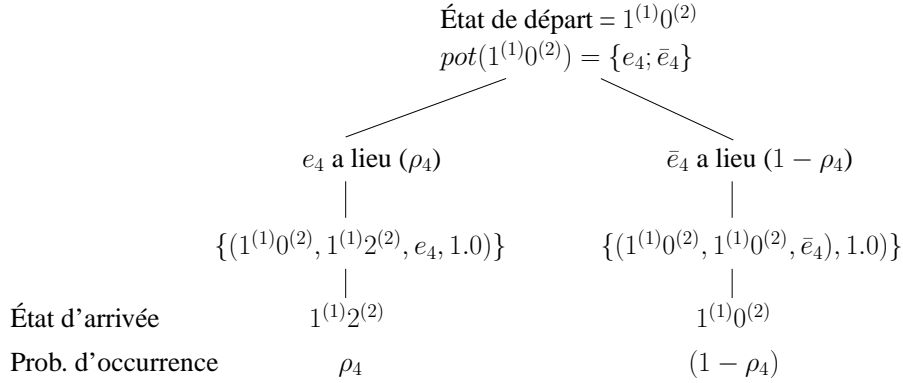 État de départ = 1^{(1)}0^{(2)}
pot(1^{(1)}0^{(2)}) = {e_4; ē_4}
e_4 a lieu (ρ_4) ē_4 a lieu (1 − ρ_4)
{(1^{(1)}0^{(2)}, 1^{(1)}2^{(2)}, e_4, 1.0)} {(1^{(1)}0^{(2)}, 1^{(1)}0^{(2)}, ē_4), 1.0)}
État d'arrivée 1^{(1)}2^{(2)} 1^{(1)}0^{(2)}
Prob. d'occurrence ρ_4 (1 − ρ_4)